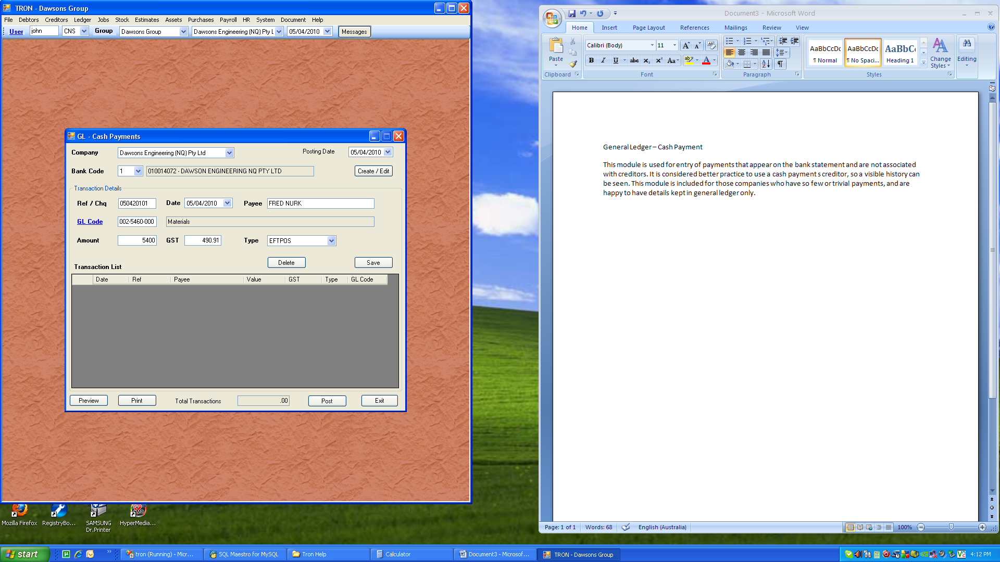 TRON - Dawsons Group
File Debtors Creditors Ledger Jobs Stock Estimates Assets Purchases Payroll HR System Document Help
User john CNS Group Dawsons Group Dawsons Engineering (NQ) Pty L 05/04/2010 Messages
GL - Cash Payments
Company Dawsons Engineering (NQ) Pty Ltd Posting Date 05/04/2010
Bank Code 1 010014072 - DAWSON ENGINEERING NQ PTY LTD Create / Edit
Transaction Details
Ref / Chq 050420101 Date 05/04/2010 Payee FRED NURK
GL Code 002-5460-000 Materials
Amount 5400 GST 490.91 Type EFTPOS
Delete Save
Transaction List
Date Ref Payee Value GST Type GL Code
Preview Print Total Transactions .00 Post Exit
Mozilla Firefox RegistryBo... SAMSUNG Dr.Printer HyperMedia...
Document3 - Microsoft Word
Home Insert Page Layout References Mailings Review View
Paste
Clipboard
Calibri (Body) 11
B I U abc x₂ x² Aa ab A
Font
Paragraph
AaBbCcDc AaBbCcDc AaBbCc
¶ Normal ¶ No Spaci... Heading 1
Change Styles
Styles
Editing
General Ledger – Cash Payment
This module is used for entry of payments that appear on the bank statement and are not associated
with creditors. It is considered better practice to use a cash payment s creditor, so a visible history can
be seen. This module is included for those companies who have so few or trivial payments, and are
happy to have details kept in general ledger only.
Page: 1 of 1 Words: 68 English (Australia) 100%
start tron (Running) - Micr... SQL Maestro for MySQL Tron Help Calculator Document3 - Microsof... TRON - Dawsons Group 4:12 PM